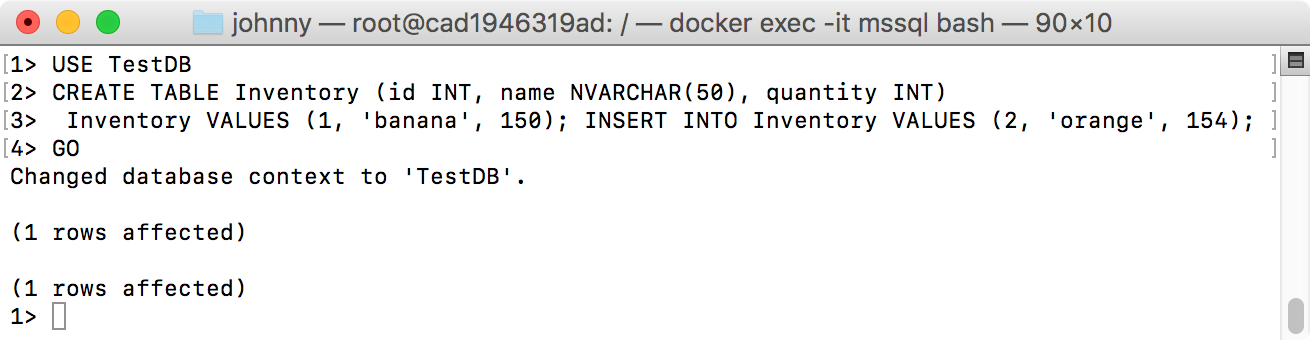 johnny — root@cad1946319ad: / — docker exec -it mssql bash — 90×10
[1> USE TestDB ]
[2> CREATE TABLE Inventory (id INT, name NVARCHAR(50), quantity INT) ]
[3>  Inventory VALUES (1, 'banana', 150); INSERT INTO Inventory VALUES (2, 'orange', 154); ]
[4> GO ]
Changed database context to 'TestDB'.
(1 rows affected)
(1 rows affected)
1>